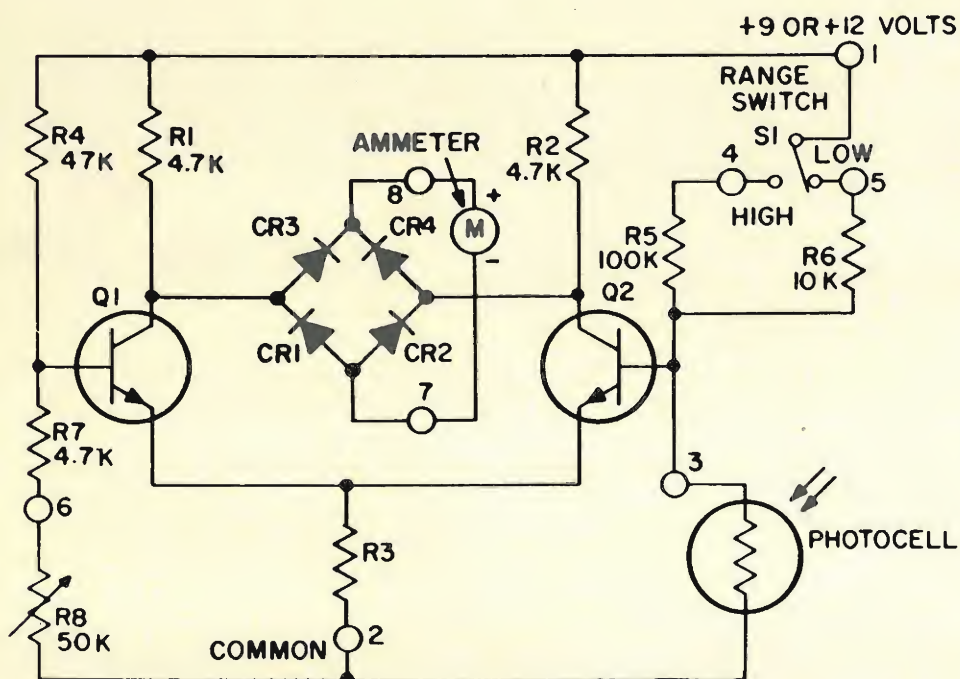 +9 OR +12 VOLTS
1
RANGE
SWITCH
S1
LOW
4
5
HIGH
R4
47K
R1
4.7K
AMMETER
8
+
M
-
R2
4.7K
CR3
CR4
R5
100K
R6
10K
Q1
Q2
CR1
CR2
7
R7
4.7K
6
3
R3
PHOTOCELL
R8
50K
COMMON
2